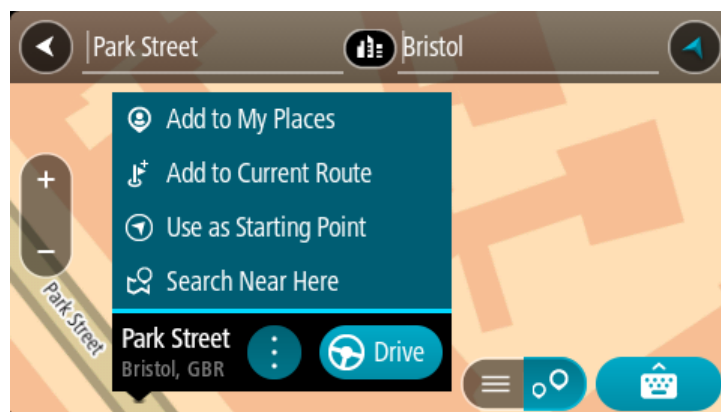 Park Street Bristol
Add to My Places
Add to Current Route
Use as Starting Point
Search Near Here
+
−
Park Street
Park Street
Bristol, GBR
Drive